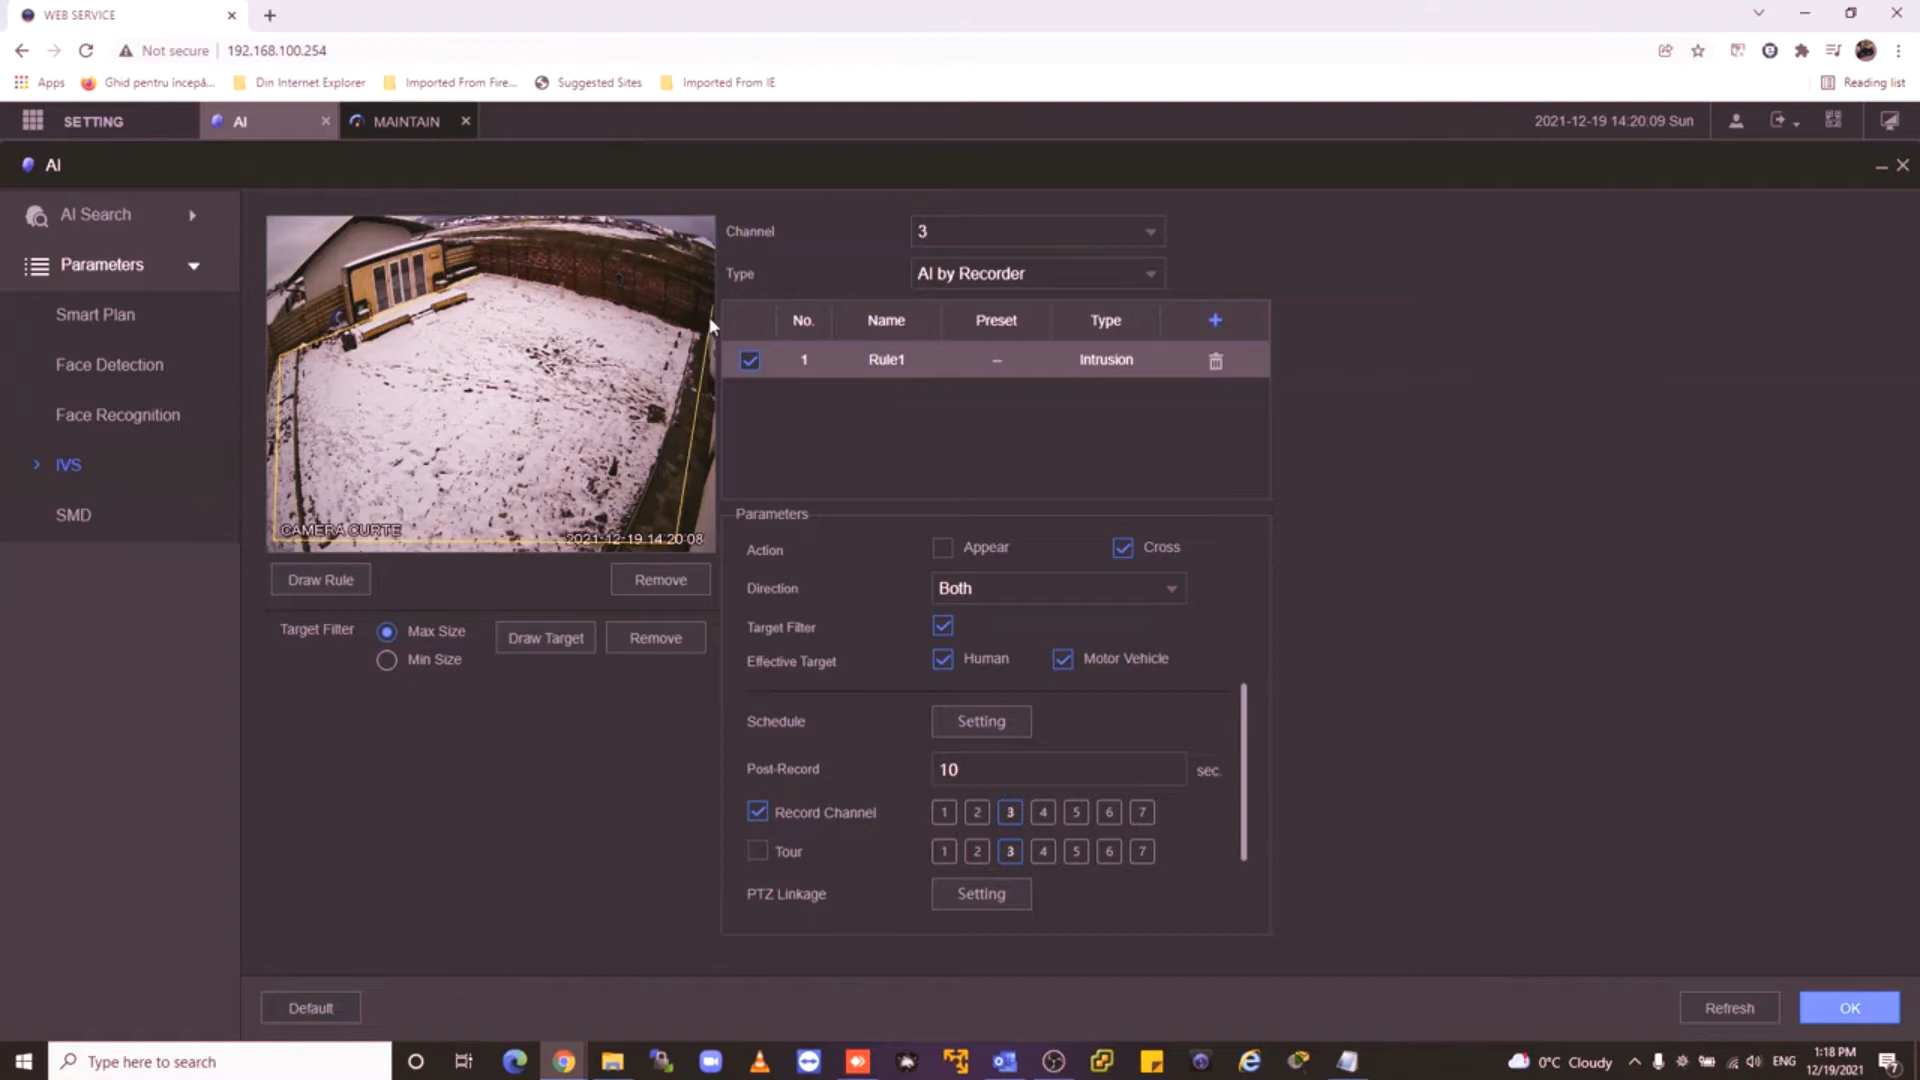 WEB SERVICE
Not secure 192.168.100.254
Apps Ghid pentru începă... Din Internet Explorer Imported From Fire... Suggested Sites Imported From IE Reading list
SETTING AI MAINTAIN 2021-12-19 14:20:09 Sun
AI
AI Search
Parameters
Smart Plan
Face Detection
Face Recognition
IVS
SMD
CAMERA CURTE
2021-12-19 14:20:08
Draw Rule Remove
Target Filter Max Size Draw Target Remove
Min Size
Channel 3
Type AI by Recorder
No. Name Preset Type +
1 Rule1 -- Intrusion
Parameters
Action Appear Cross
Direction Both
Target Filter
Effective Target Human Motor Vehicle
Schedule Setting
Post-Record 10 sec.
Record Channel 1 2 3 4 5 6 7
Tour 1 2 3 4 5 6 7
PTZ Linkage Setting
Default Refresh OK
Type here to search 0°C Cloudy ENG 1:18 PM
12/19/2021 7